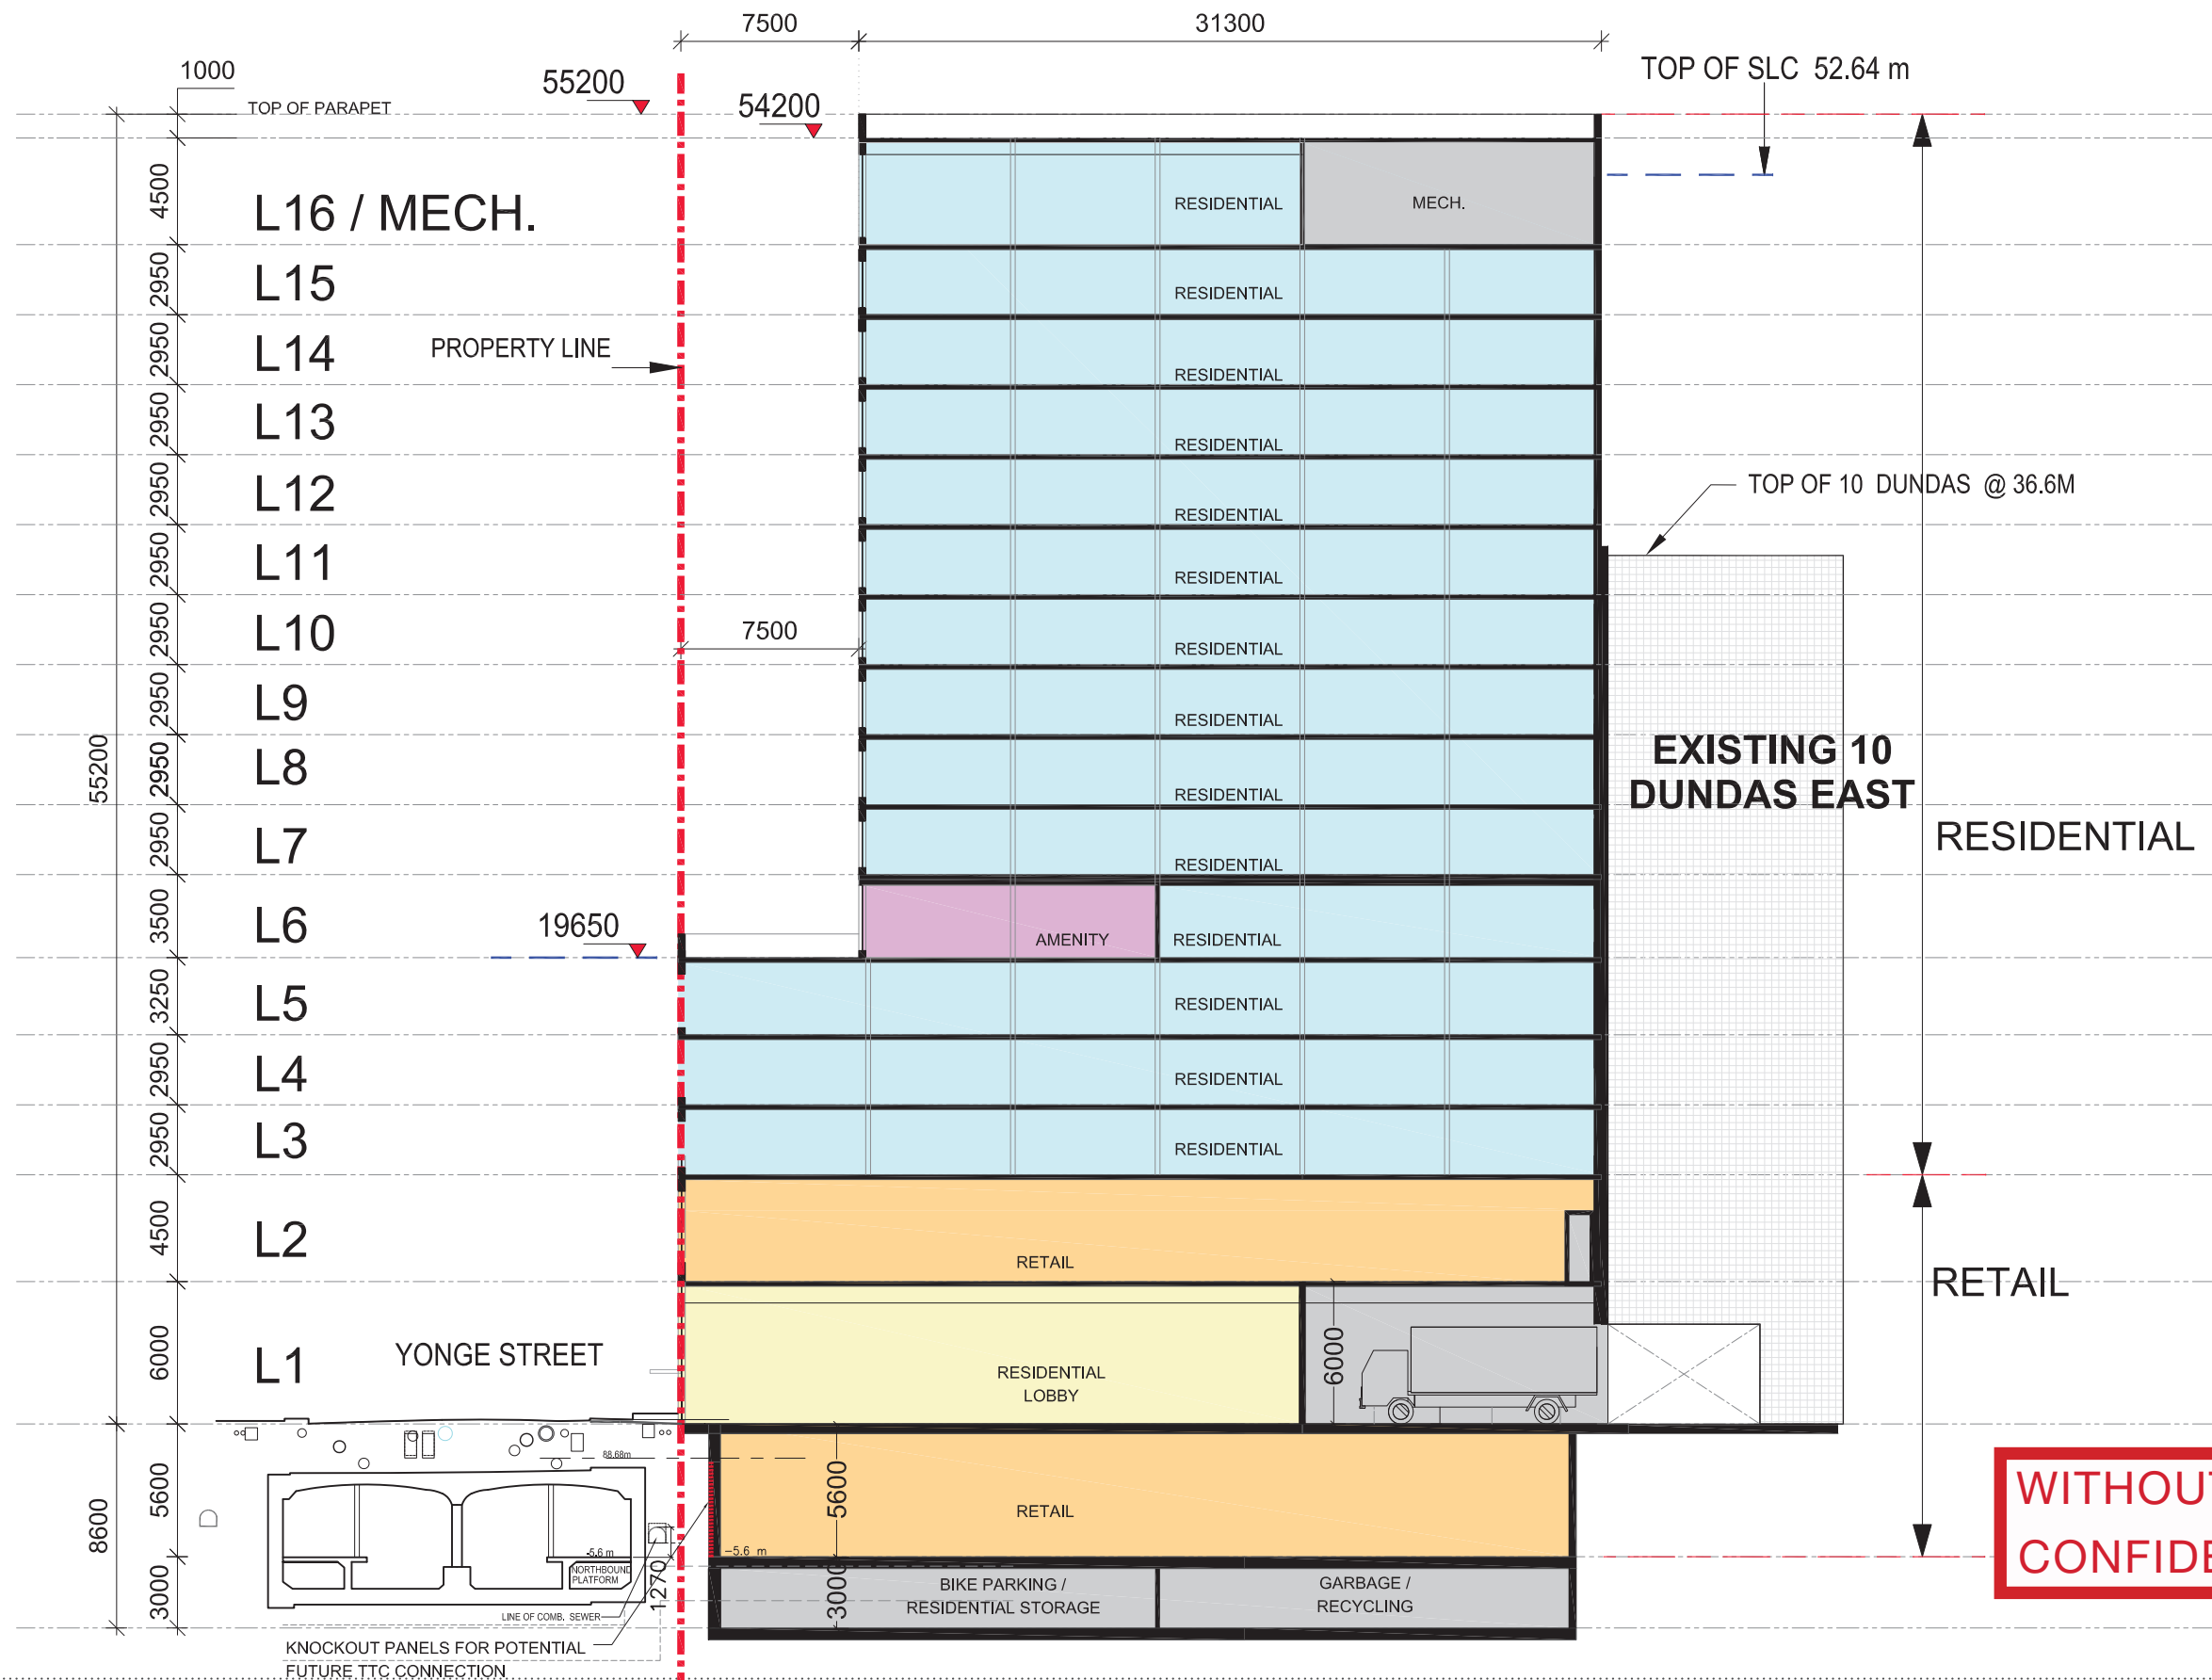 7500
31300
1000
55200
TOP OF SLC 52.64 m
TOP OF PARAPET
54200
4500
L16 / MECH.
RESIDENTIAL
MECH.
2950
L15
RESIDENTIAL
2950
L14
PROPERTY LINE
RESIDENTIAL
2950
L13
RESIDENTIAL
2950
L12
RESIDENTIAL
TOP OF 10 DUNDAS @ 36.6M
2950
L11
RESIDENTIAL
2950
L10
7500
RESIDENTIAL
2950
L9
RESIDENTIAL
55200
2950
L8
RESIDENTIAL
EXISTING 10
DUNDAS EAST
2950
L7
RESIDENTIAL
RESIDENTIAL
3500
L6
19650
AMENITY
RESIDENTIAL
3250
L5
RESIDENTIAL
2950
L4
RESIDENTIAL
2950
L3
RESIDENTIAL
4500
L2
RETAIL
RETAIL
6000
L1
YONGE STREET
RESIDENTIAL
LOBBY
6000
88.68m
8600
5600
5600
RETAIL
WITHOUT
CONFIDE
-5.6 m
-5.6 m
NORTHBOUND
PLATFORM
1270
3000
3000
BIKE PARKING /
RESIDENTIAL STORAGE
GARBAGE /
RECYCLING
LINE OF COMB. SEWER
KNOCKOUT PANELS FOR POTENTIAL
FUTURE TTC CONNECTION